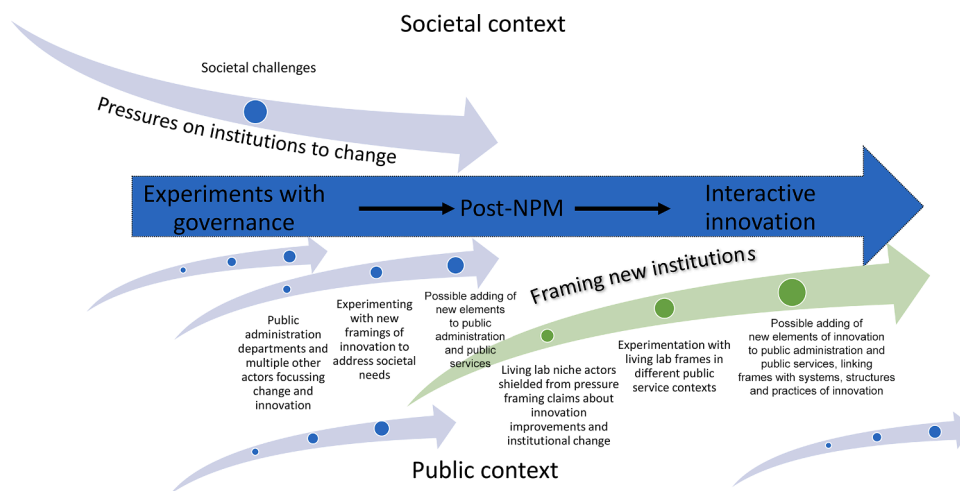 Societal context
Societal challenges
Pressures on institutions to change
Experiments with
governance
Post-NPM
Interactive
innovation
Framing new institutions
Public
administration
departments and
multiple other
actors focussing
change and
innovation
Experimenting
with new
framings of
innovation to
address societal
needs
Possible adding of
new elements
to public
administration
and public
services
Living lab niche actors
shielded from pressure
framing claims about
innovation
improvements and
institutional change
Experimentation with
living lab frames in
different public
service contexts
Possible adding of
new elements of innovation
to public administration and
public services, linking
frames with systems, structures
and practices of innovation
Public context